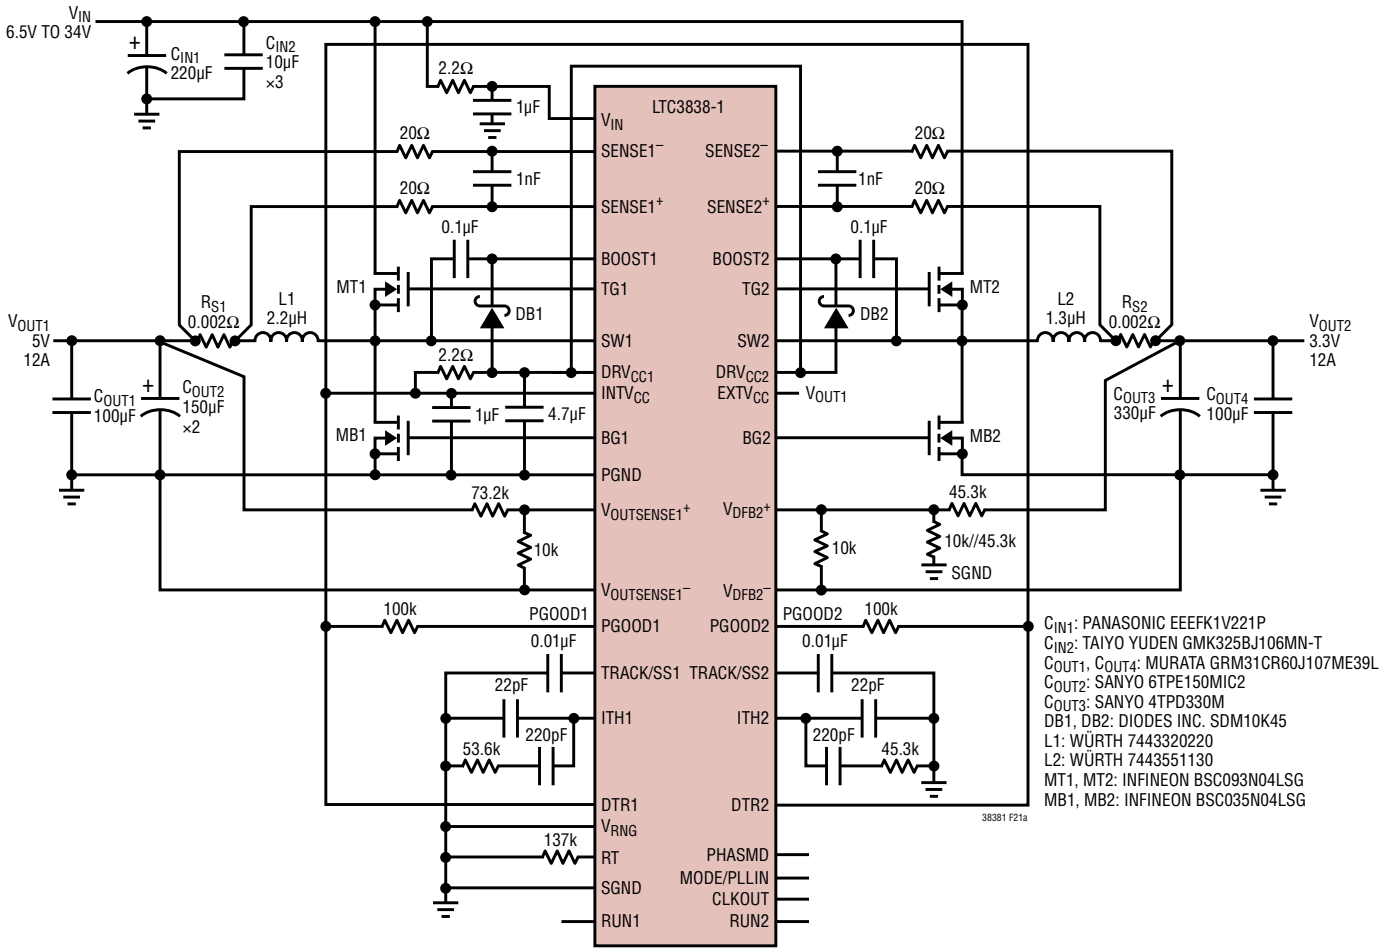 VIN
6.5V TO 34V
+
CIN1
220µF
CIN2
10µF
×3
2.2Ω
1µF
LTC3838-1
VIN
20Ω
SENSE1–
SENSE2–
20Ω
1nF
1nF
20Ω
SENSE1+
SENSE2+
20Ω
0.1µF
0.1µF
BOOST1
BOOST2
MT1
TG1
TG2
MT2
DB1
DB2
RS1
0.002Ω
L1
2.2µH
L2
1.3µH
RS2
0.002Ω
VOUT1
5V
12A
SW1
SW2
VOUT2
3.3V
12A
2.2Ω
DRVCC1
DRVCC2
INTVCC
EXTVCC
VOUT1
COUT1
100µF
+
COUT2
150µF
×2
1µF
4.7µF
+
COUT3
330µF
COUT4
100µF
MB1
BG1
BG2
MB2
PGND
73.2k
VOUTSENSE1+
VDFB2+
45.3k
10k
10k
10k//45.3k
SGND
VOUTSENSE1–
VDFB2–
100k
PGOOD1
PGOOD1
PGOOD2
PGOOD2
100k
0.01µF
0.01µF
TRACK/SS1
TRACK/SS2
22pF
22pF
ITH1
ITH2
220pF
220pF
53.6k
45.3k
DTR1
DTR2
VRNG
137k
RT
PHASMD
MODE/PLLIN
SGND
CLKOUT
RUN1
RUN2
38381 F21a
CIN1: PANASONIC EEEFK1V221P
CIN2: TAIYO YUDEN GMK325BJ106MN-T
COUT1, COUT4: MURATA GRM31CR60J107ME39L
COUT2: SANYO 6TPE150MIC2
COUT3: SANYO 4TPD330M
DB1, DB2: DIODES INC. SDM10K45
L1: WÜRTH 7443320220
L2: WÜRTH 7443551130
MT1, MT2: INFINEON BSC093N04LSG
MB1, MB2: INFINEON BSC035N04LSG